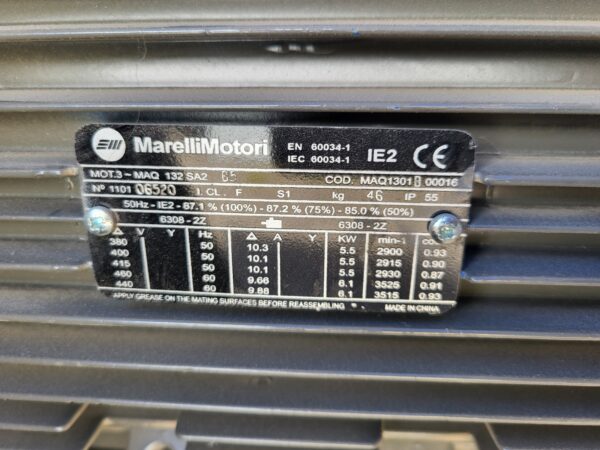 MarelliMotori EN 60034-1
IEC 60034-1 IE2 CE
MOT.3~ MAQ 132 SA2 B5 COD. MAQ1301B 00016
Nº 1101 06520 I.CL. F S1 kg 46 IP 55
50Hz - IE2 - 87.1 % (100%) - 87.2 % (75%) - 85.0 % (50%)
6308 - 2Z 6308 - 2Z
Δ V Y Hz Δ A Y KW min-1 cos
380 50 10.3 5.5 2900 0.93
400 50 10.1 5.5 2915 0.90
415 50 10.1 5.5 2930 0.87
460 60 9.66 6.1 3525 0.91
440 60 9.88 6.1 3515 0.93
APPLY GREASE ON THE MATING SURFACES BEFORE REASSEMBLING MADE IN CHINA